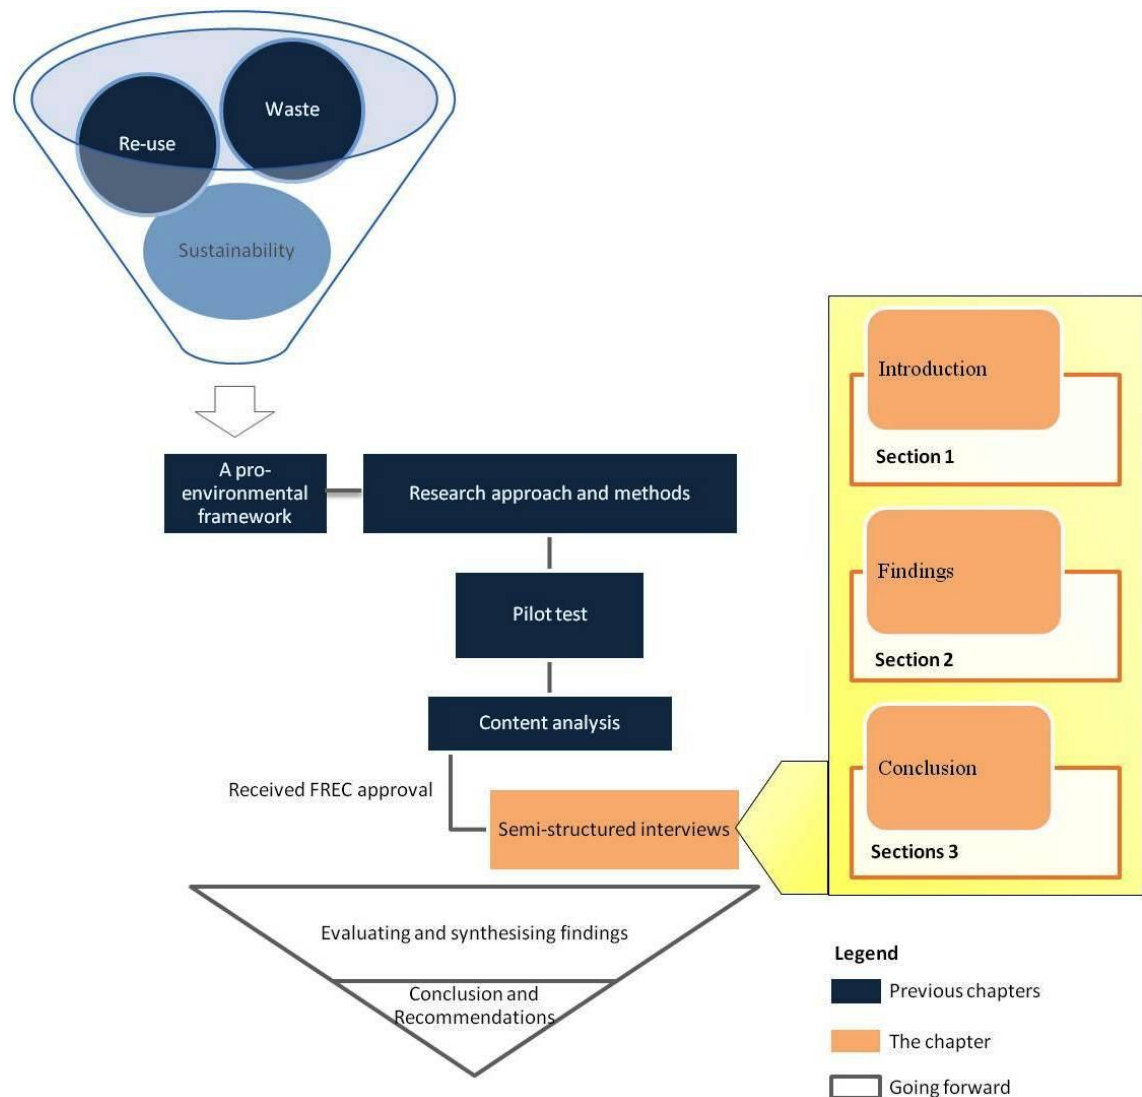 Waste
Re-use
Sustainability
A pro-
environmental
framework
Research approach and methods
Pilot test
Content analysis
Received FREC approval
Semi-structured interviews
Evaluating and synthesising findings
Conclusion and
Recommendations
Introduction
Section 1
Findings
Section 2
Conclusion
Sections 3
Legend
Previous chapters
The chapter
Going forward